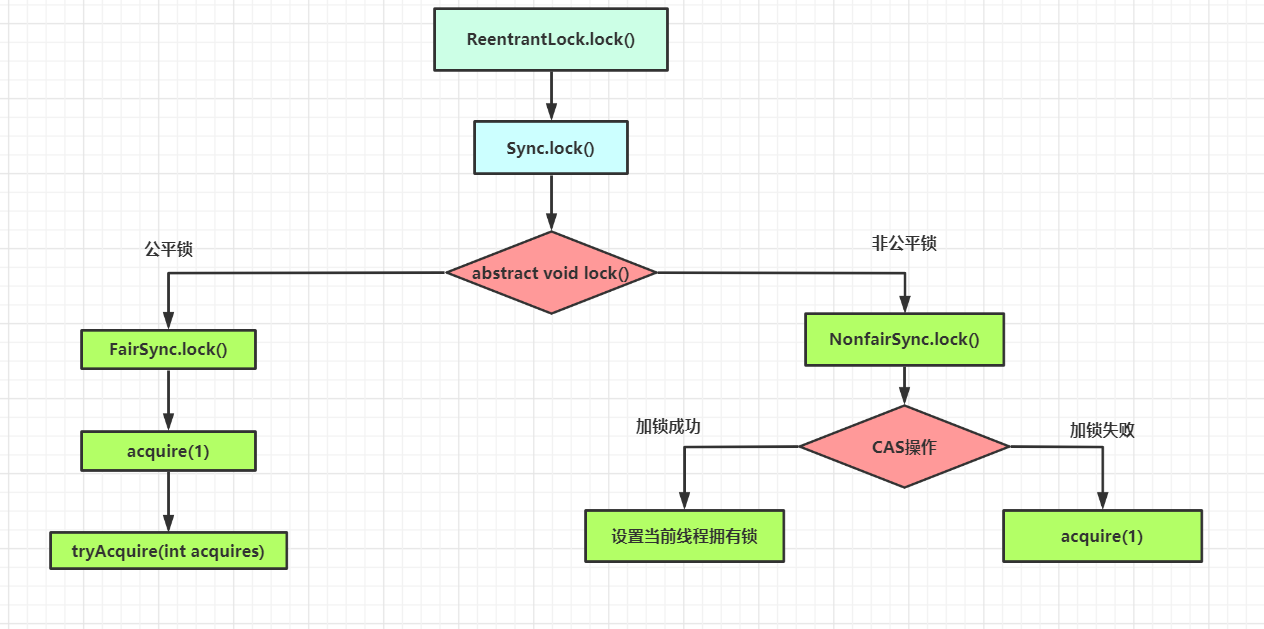 ReentrantLock.lock()
Sync.lock()
abstract void lock()
公平锁
非公平锁
FairSync.lock()
NonfairSync.lock()
acquire(1)
CAS操作
加锁成功
加锁失败
tryAcquire(int acquires)
设置当前线程拥有锁
acquire(1)